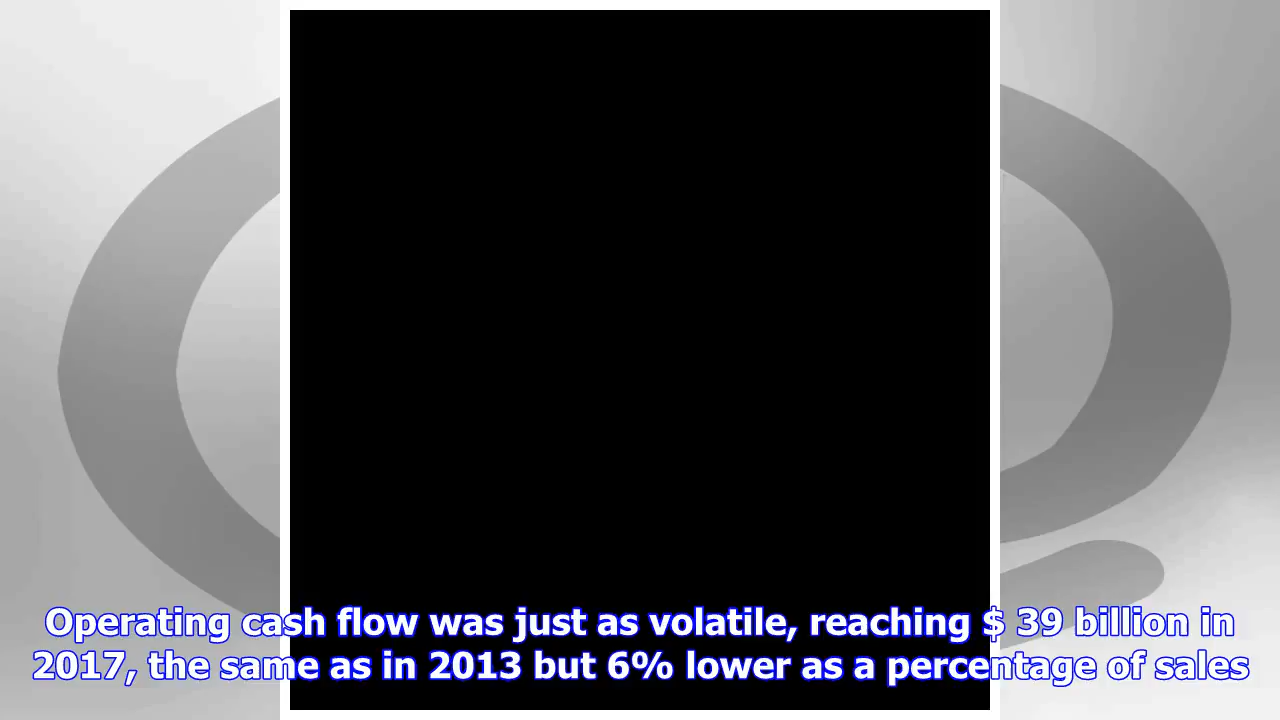 Operating cash flow was just as volatile, reaching $ 39 billion in
2017, the same as in 2013 but 6% lower as a percentage of sales